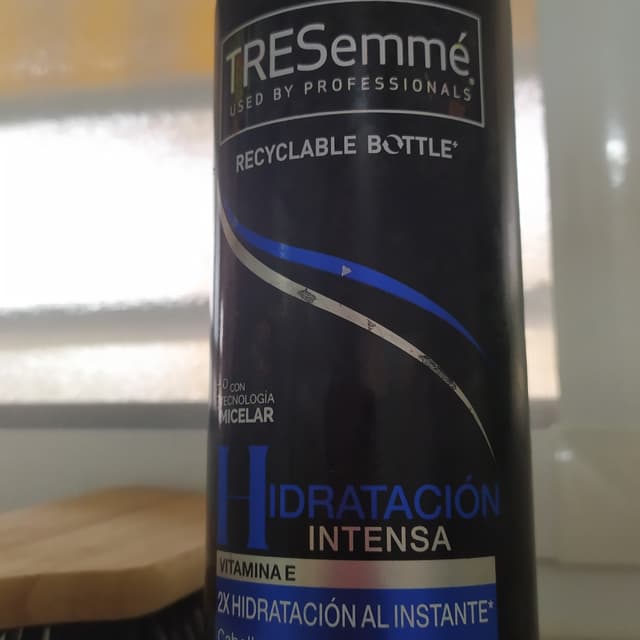 TRESemmé
USED BY PROFESSIONALS
RECYCLABLE BOTTLE+
CON
TECNOLOGÍA
MICELAR
HIDRATACIÓN
INTENSA
VITAMINA E
2X HIDRATACIÓN AL INSTANTE*